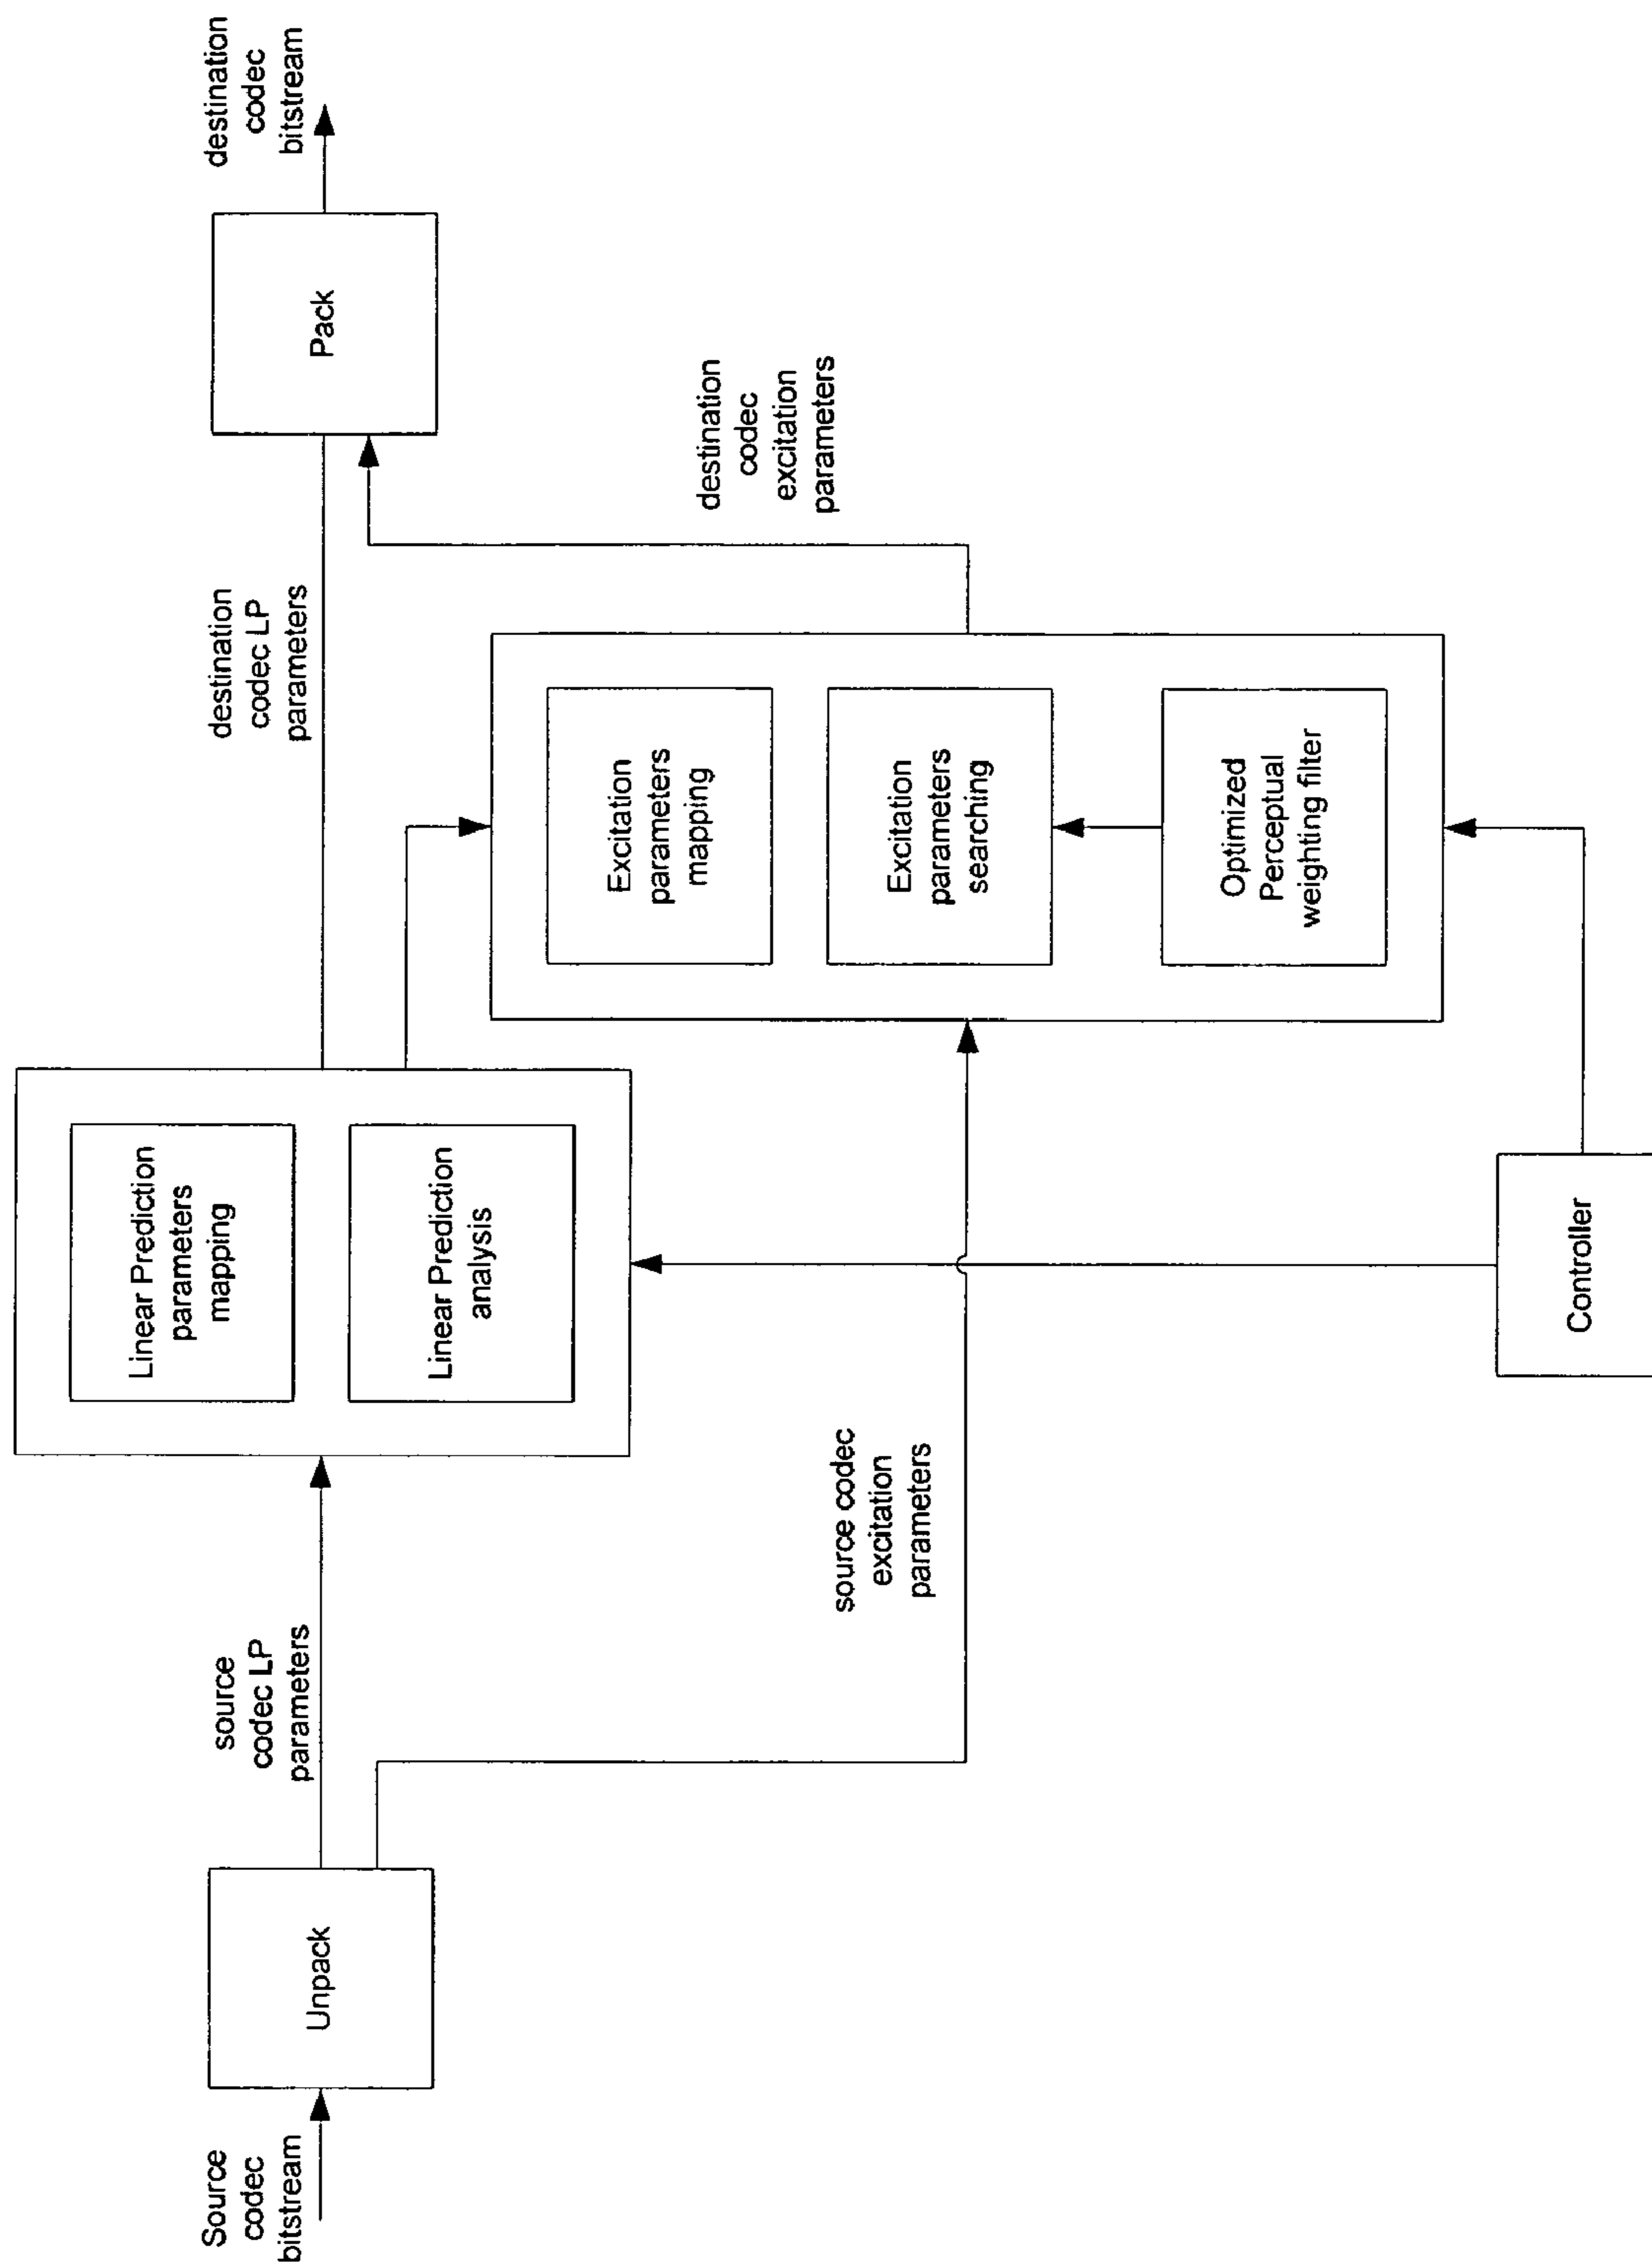 Source
codec
bitstream
Unpack
source
codec LP
parameters
source codec
excitation
parameters
Linear Prediction
parameters
mapping
Linear Prediction
analysis
Controller
destination
codec LP
parameters
Excitation
parameters
mapping
Excitation
parameters
searching
Optimized
Perceptual
weighting filter
destination
codec
excitation
parameters
Pack
destination
codec
bitstream